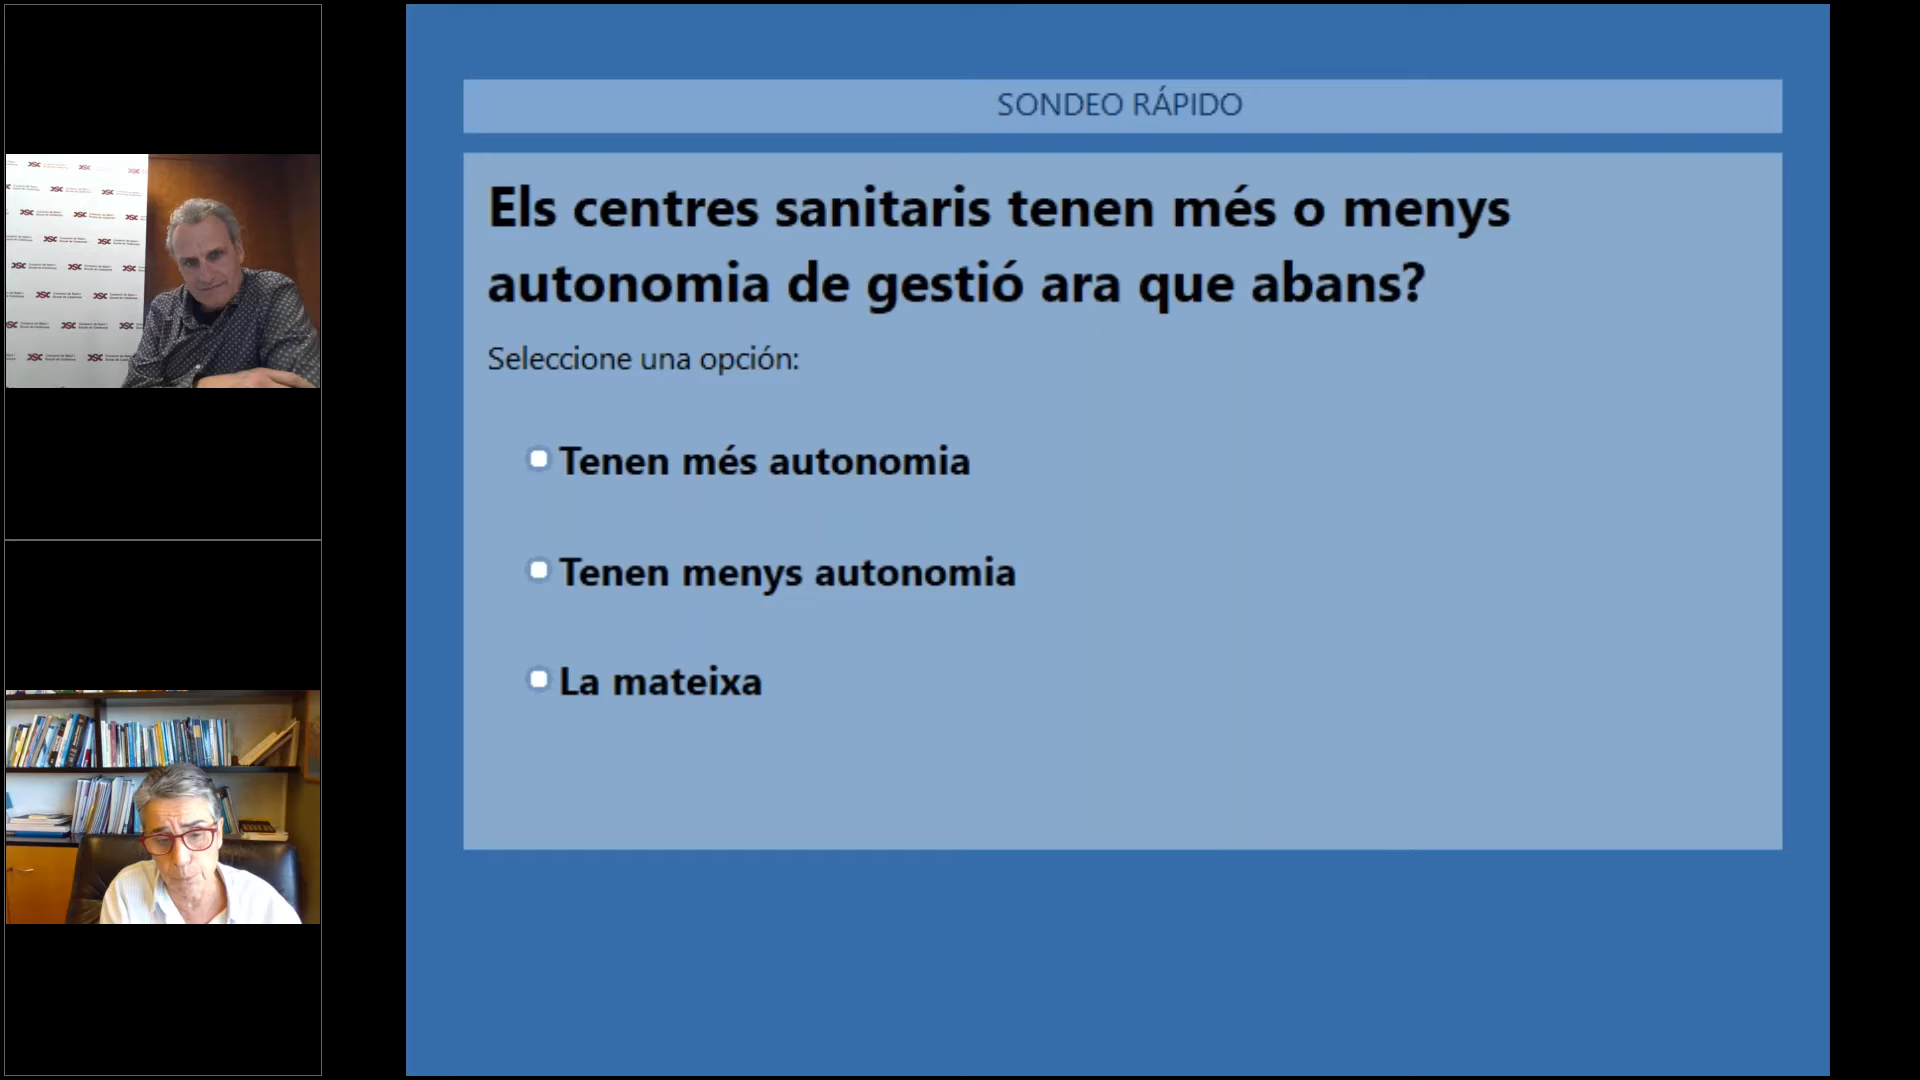 SONDEO RÁPIDO
Els centres sanitaris tenen més o menys
autonomia de gestió ara que abans?
Seleccione una opción:
Tenen més autonomia
Tenen menys autonomia
La mateixa